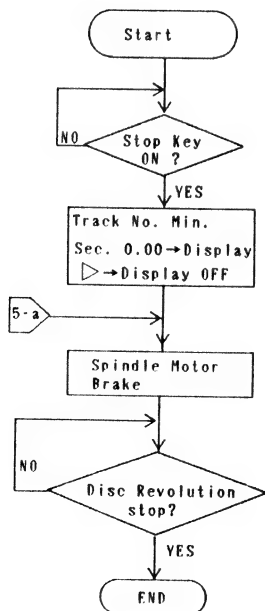 Start
Stop Key
ON ?
NO
YES
Track No. Min.
Sec. 0.00→Display
▷→Display OFF
5-a
Spindle Motor
Brake
NO
Disc Revolution
stop?
YES
END